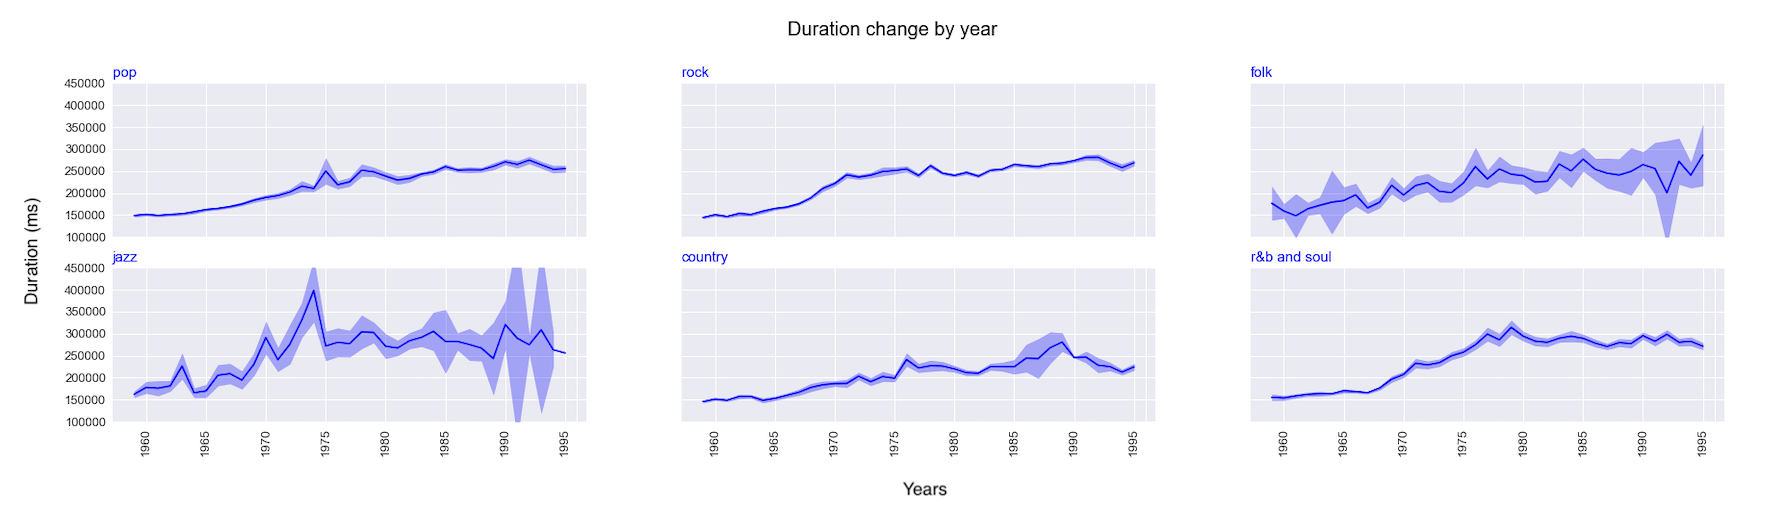 Duration change by year
pop
rock
folk
450000
400000
350000
300000
250000
200000
150000
100000
jazz
country
r&b and soul
450000
400000
350000
300000
250000
200000
150000
100000
Duration (ms)
1960 1965 1970 1975 1980 1985 1990 1995
1960 1965 1970 1975 1980 1985 1990 1995
1960 1965 1970 1975 1980 1985 1990 1995
Years